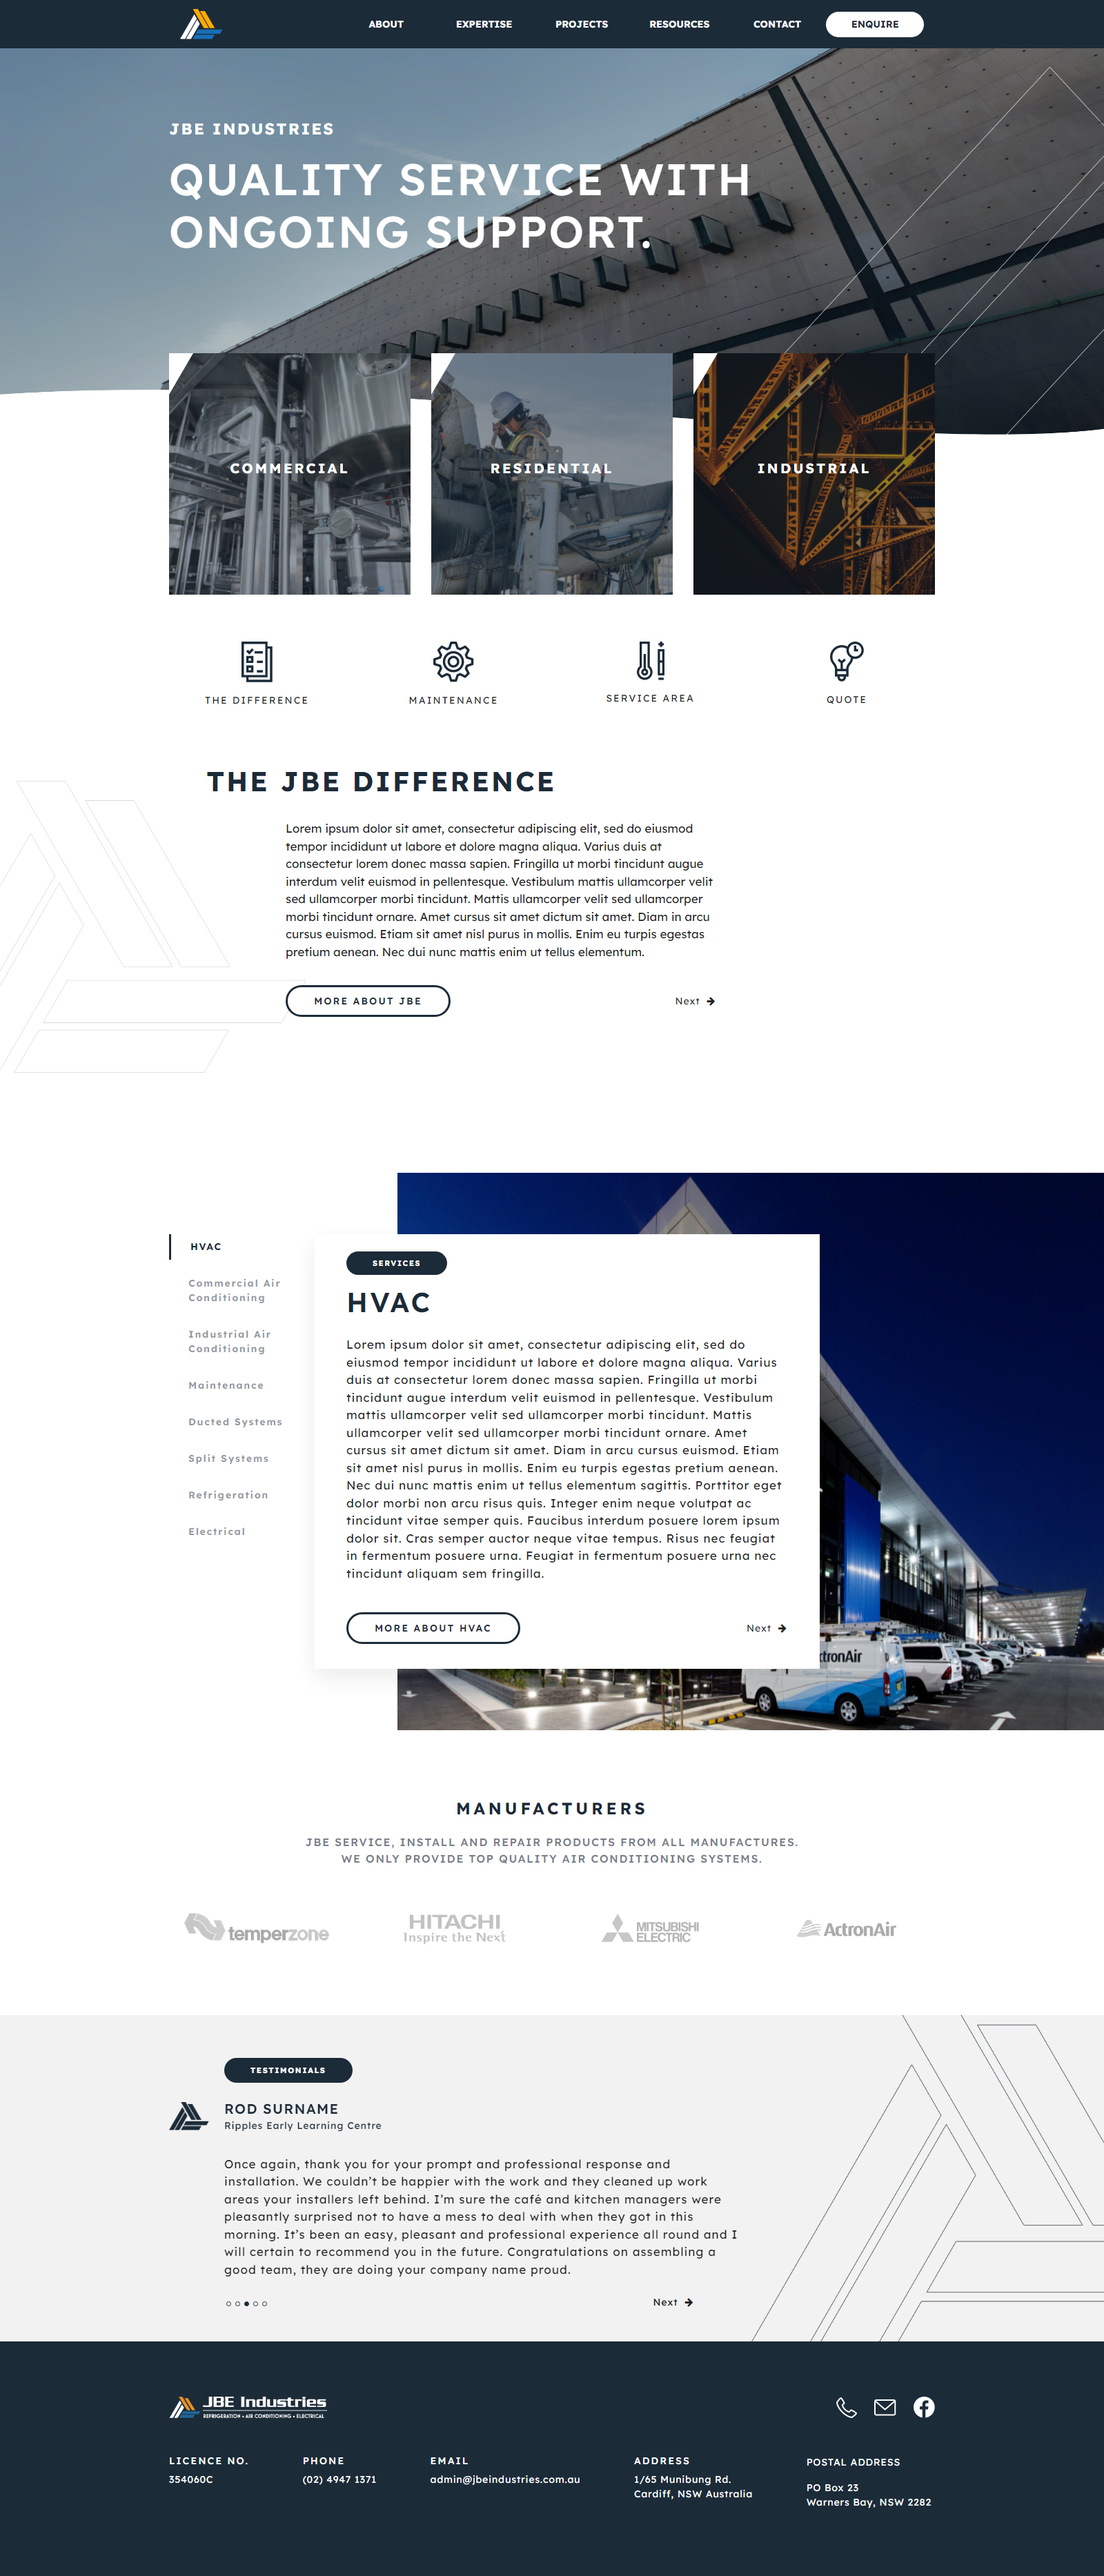 ABOUT
EXPERTISE
PROJECTS
RESOURCES
CONTACT
ENQUIRE
JBE INDUSTRIES
QUALITY SERVICE WITH
ONGOING SUPPORT.
COMMERCIAL
RESIDENTIAL
INDUSTRIAL
THE DIFFERENCE
MAINTENANCE
SERVICE AREA
QUOTE
THE JBE DIFFERENCE
Lorem ipsum dolor sit amet, consectetur adipiscing elit, sed do eiusmod
tempor incididunt ut labore et dolore magna aliqua. Varius duis at
consectetur lorem donec massa sapien. Fringilla ut morbi tincidunt augue
interdum velit euismod in pellentesque. Vestibulum mattis ullamcorper velit
sed ullamcorper morbi tincidunt. Mattis ullamcorper velit sed ullamcorper
morbi tincidunt ornare. Amet cursus sit amet dictum sit amet. Diam in arcu
cursus euismod. Etiam sit amet nisl purus in mollis. Enim eu turpis egestas
pretium aenean. Nec dui nunc mattis enim ut tellus elementum.
MORE ABOUT JBE
Next
HVAC
Commercial Air
Conditioning
Industrial Air
Conditioning
Maintenance
Ducted Systems
Split Systems
Refrigeration
Electrical
SERVICES
HVAC
Lorem ipsum dolor sit amet, consectetur adipiscing elit, sed do
eiusmod tempor incididunt ut labore et dolore magna aliqua. Varius
duis at consectetur lorem donec massa sapien. Fringilla ut morbi
tincidunt augue interdum velit euismod in pellentesque. Vestibulum
mattis ullamcorper velit sed ullamcorper morbi tincidunt. Mattis
ullamcorper velit sed ullamcorper morbi tincidunt ornare. Amet
cursus sit amet dictum sit amet. Diam in arcu cursus euismod. Etiam
sit amet nisl purus in mollis. Enim eu turpis egestas pretium aenean.
Nec dui nunc mattis enim ut tellus elementum sagittis. Porttitor eget
dolor morbi non arcu risus quis. Integer enim neque volutpat ac
tincidunt vitae semper quis. Faucibus interdum posuere lorem ipsum
dolor sit. Cras semper auctor neque vitae tempus. Risus nec feugiat
in fermentum posuere urna. Feugiat in fermentum posuere urna nec
tincidunt aliquam sem fringilla.
MORE ABOUT HVAC
Next
ctronAir
MANUFACTURERS
JBE SERVICE, INSTALL AND REPAIR PRODUCTS FROM ALL MANUFACTURES.
WE ONLY PROVIDE TOP QUALITY AIR CONDITIONING SYSTEMS.
temperzone
HITACHI
Inspire the Next
MITSUBISHI
ELECTRIC
ActronAir
TESTIMONIALS
ROD SURNAME
Ripples Early Learning Centre
Once again, thank you for your prompt and professional response and
installation. We couldn't be happier with the work and they cleaned up work
areas your installers left behind. I'm sure the café and kitchen managers were
pleasantly surprised not to have a mess to deal with when they got in this
morning. It's been an easy, pleasant and professional experience all round and I
will certain to recommend you in the future. Congratulations on assembling a
good team, they are doing your company name proud.
Next
JBE Industries
REFRIGERATION • AIR CONDITIONING • ELECTRICAL
LICENCE NO.
354060C
PHONE
(02) 4947 1371
EMAIL
admin@jbeindustries.com.au
ADDRESS
1/65 Munibung Rd.
Cardiff, NSW Australia
POSTAL ADDRESS
PO Box 23
Warners Bay, NSW 2282